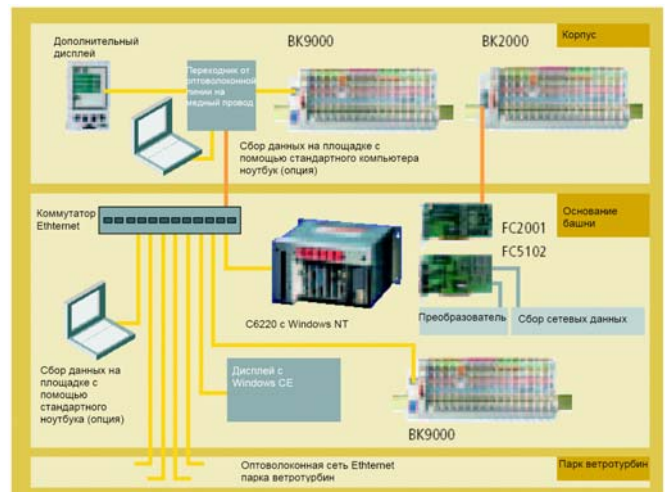 Дополнительный
дисплей
BK9000
BK2000
Корпус
Переходник от
оптоволоконной
линии на
медный провод
Сбор данных на площадке с
помощью стандартного компьютера
ноутбук (опция)
Коммутатор
Ethternet
Основание
башни
FC2001
FC5102
C6220 с Windows NT
Преобразователь
Сбор сетевых данных
Сбор данных на
площадке с
помощью
стандартного
ноутбука (опция)
Дисплей с
Windows CE
BK9000
Оптоволоконная сеть Ethternet
парка ветротурбин
Парк ветротурбин